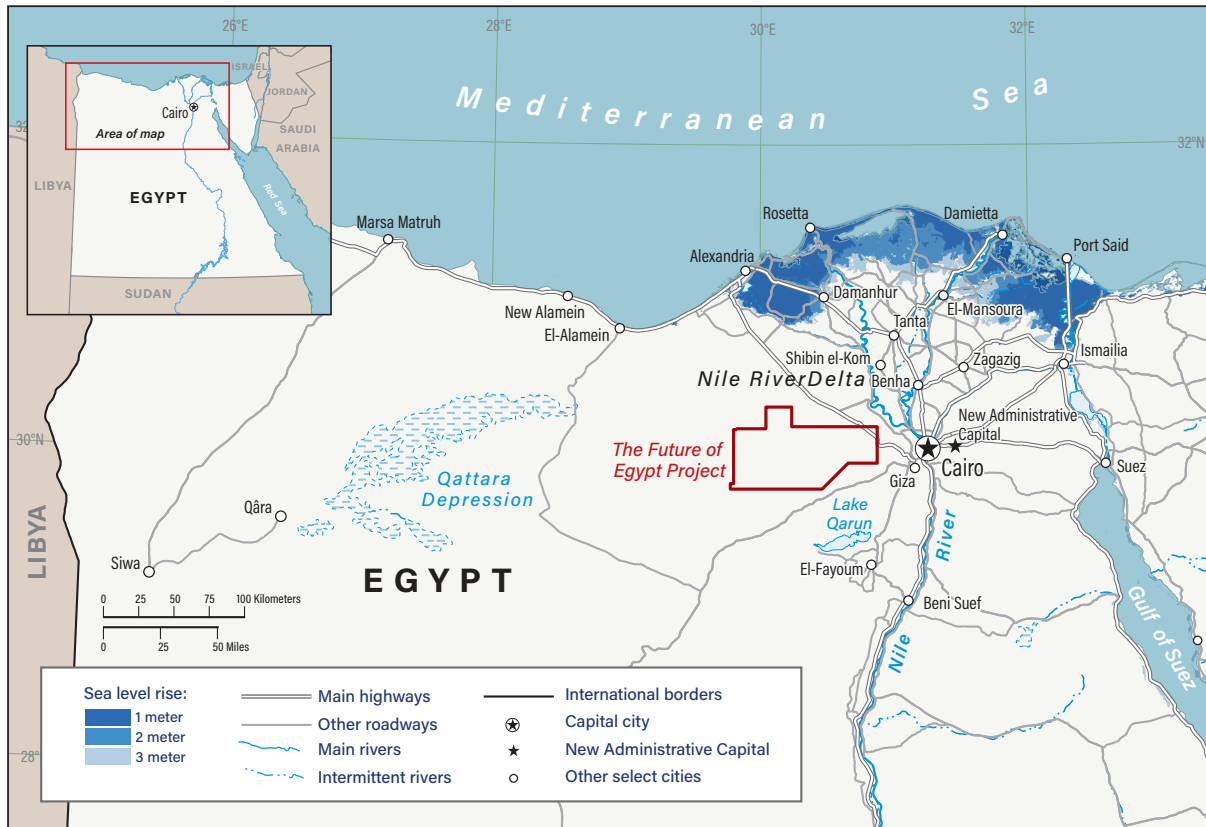 26°E
28°E
30°E
32°E
32°N
32°N
30°N
28°
Mediterranean Sea
ISRAEL
JORDAN
Cairo
Area of map
SAUDI
ARABIA
LIBYA
EGYPT
Red Sea
SUDAN
Marsa Matruh
Rosetta
Damietta
Port Said
Alexandria
New Alamein
El-Alamein
Damanhur
El-Mansoura
Tanta
Shibin el-Kom
Zagazig
Ismailia
Nile RiverDelta
Benha
New Administrative
Capital
The Future of
Egypt Project
Cairo
Giza
Suez
Qattara
Depression
Qâra
Siwa
Lake
Qarun
El-Fayoum
River
Beni Suef
Nile
Gulf of Suez
LIBYA
EGYPT
0 25 50 75 100 Kilometers
0 25 50 Miles
Sea level rise:
1 meter
2 meter
3 meter
Main highways
Other roadways
Main rivers
Intermittent rivers
International borders
Capital city
New Administrative Capital
Other select cities